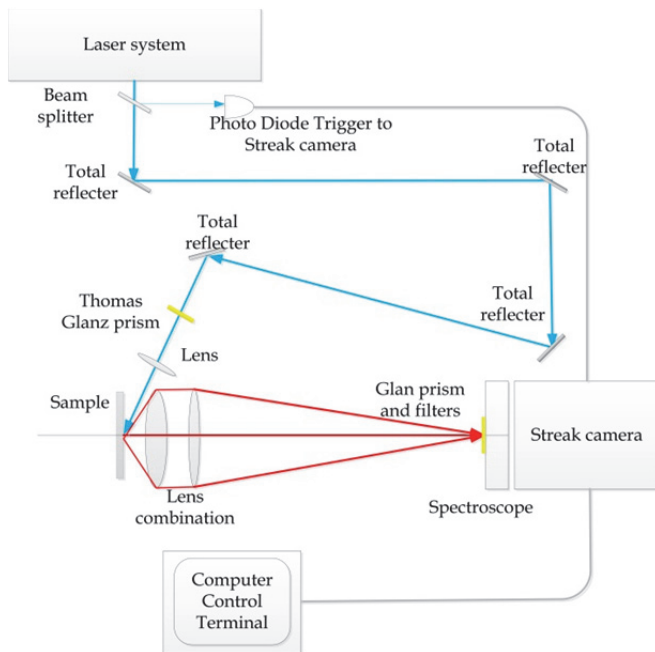 Laser system
Beam
splitter
Photo Diode Trigger to
Streak camera
Total
reflecter
Total
reflecter
Total
reflecter
Thomas
Glanz prism
Total
reflecter
Lens
Sample
Glan prism
and filters
Streak camera
Lens
combination
Spectroscope
Computer
Control
Terminal